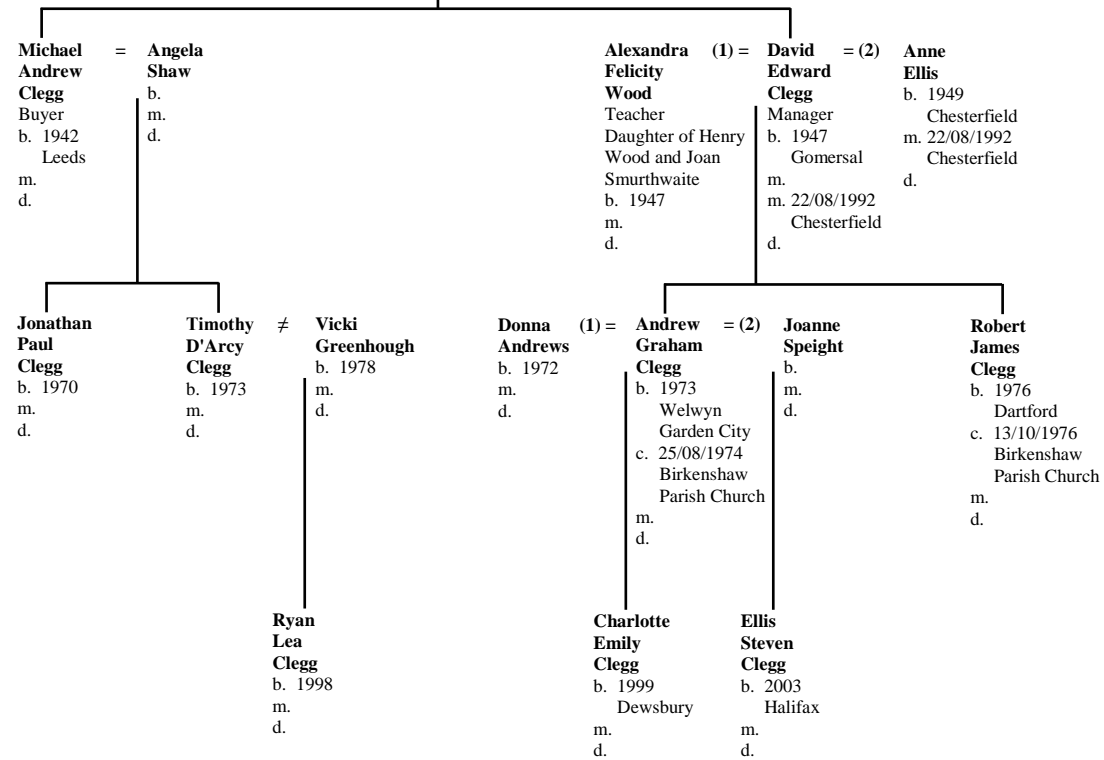 Michael = Angela
Andrew Shaw
Clegg b.
Buyer m.
b. 1942 d.
Leeds
m.
d.
Alexandra (1) = David = (2) Anne
Felicity Edward Ellis
Wood Clegg b. 1949
Teacher Manager Chesterfield
Daughter of Henry b. 1947 m. 22/08/1992
Wood and Joan Gomersal Chesterfield
Smurthwaite m. d.
b. 1947 m. 22/08/1992
m. Chesterfield
d. d.
Jonathan
Paul
Clegg
b. 1970
m.
d.
Timothy ≠ Vicki
D'Arcy Greenhough
Clegg b. 1978
b. 1973 m.
m. d.
d.
Donna (1) = Andrew = (2) Joanne
Andrews Graham Speight
b. 1972 Clegg b.
m. b. 1973 m.
d. Welwyn d.
Garden City
c. 25/08/1974
Birkenshaw
Parish Church
m.
d.
Robert
James
Clegg
b. 1976
Dartford
c. 13/10/1976
Birkenshaw
Parish Church
m.
d.
Ryan
Lea
Clegg
b. 1998
m.
d.
Charlotte
Emily
Clegg
b. 1999
Dewsbury
m.
d.
Ellis
Steven
Clegg
b. 2003
Halifax
m.
d.